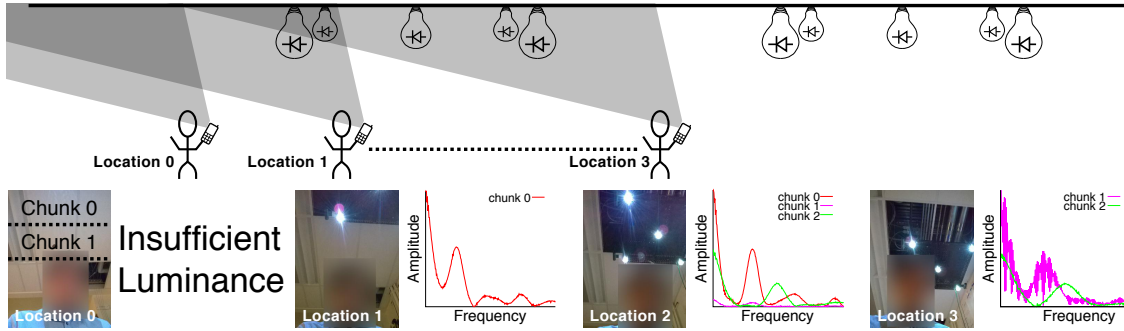 Location 0
Location 1
Location 3
Chunk 0
Chunk 1
Location 0
Insufficient
Luminance
Location 1
Amplitude
chunk 0
Frequency
Location 2
Amplitude
chunk 0
chunk 1
chunk 2
Frequency
Location 3
Amplitude
chunk 1
chunk 2
Frequency